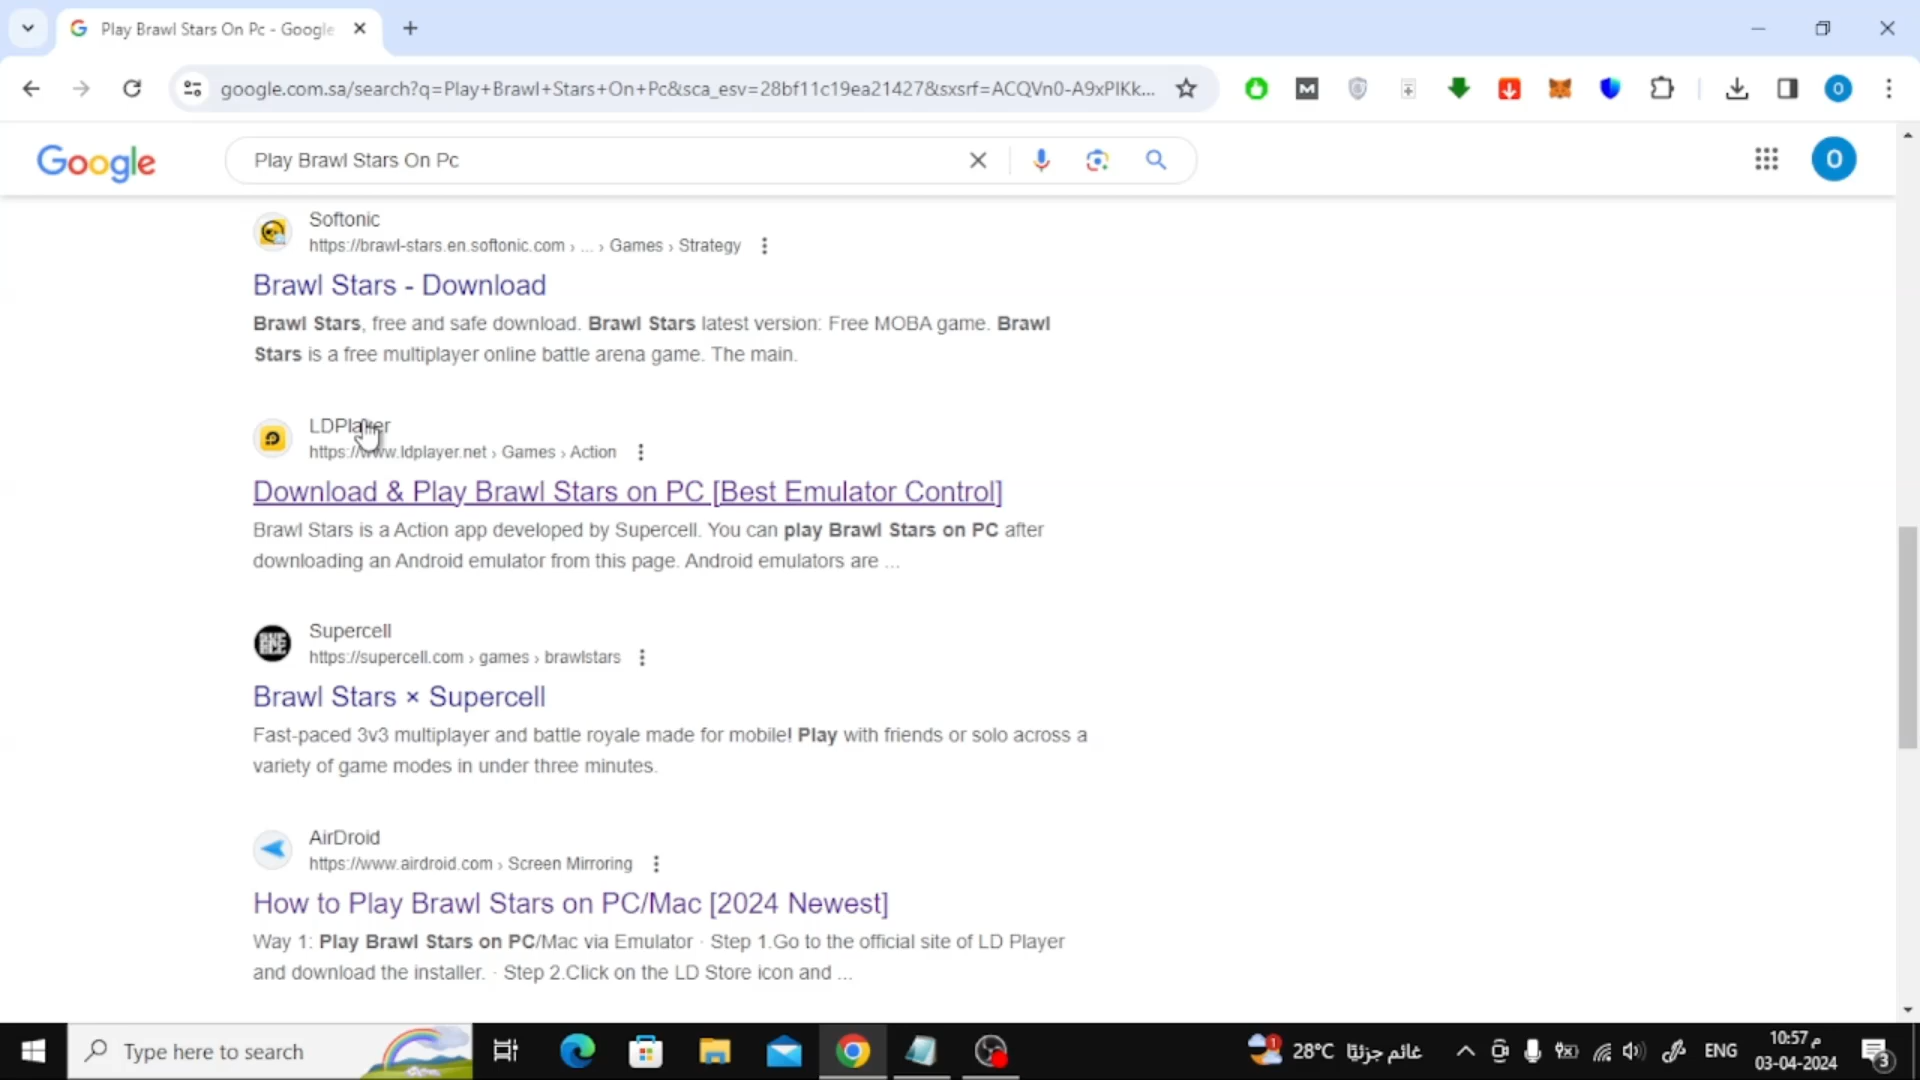 Play Brawl Stars On Pc - Google
google.com.sa/search?q=Play+Brawl+Stars+On+Pc&sca_esv=28bf11c19ea21427&sxsrf=ACQVn0-A9xPIKk...
Google
Play Brawl Stars On Pc
O
O
Softonic
https://brawl-stars.en.softonic.com › ... › Games › Strategy
Brawl Stars - Download
Brawl Stars, free and safe download. Brawl Stars latest version: Free MOBA game. Brawl
Stars is a free multiplayer online battle arena game. The main.
LDPlayer
https://www.ldplayer.net › Games › Action
Download & Play Brawl Stars on PC [Best Emulator Control]
Brawl Stars is a Action app developed by Supercell. You can play Brawl Stars on PC after
downloading an Android emulator from this page. Android emulators are ...
Supercell
https://supercell.com › games › brawlstars
Brawl Stars × Supercell
Fast-paced 3v3 multiplayer and battle royale made for mobile! Play with friends or solo across a
variety of game modes in under three minutes.
AirDroid
https://www.airdroid.com › Screen Mirroring
How to Play Brawl Stars on PC/Mac [2024 Newest]
Way 1: Play Brawl Stars on PC/Mac via Emulator · Step 1.Go to the official site of LD Player
and download the installer. · Step 2.Click on the LD Store icon and ...
Type here to search
1
28°C غائم جزئيًا
ENG
10:57 م
03-04-2024
3